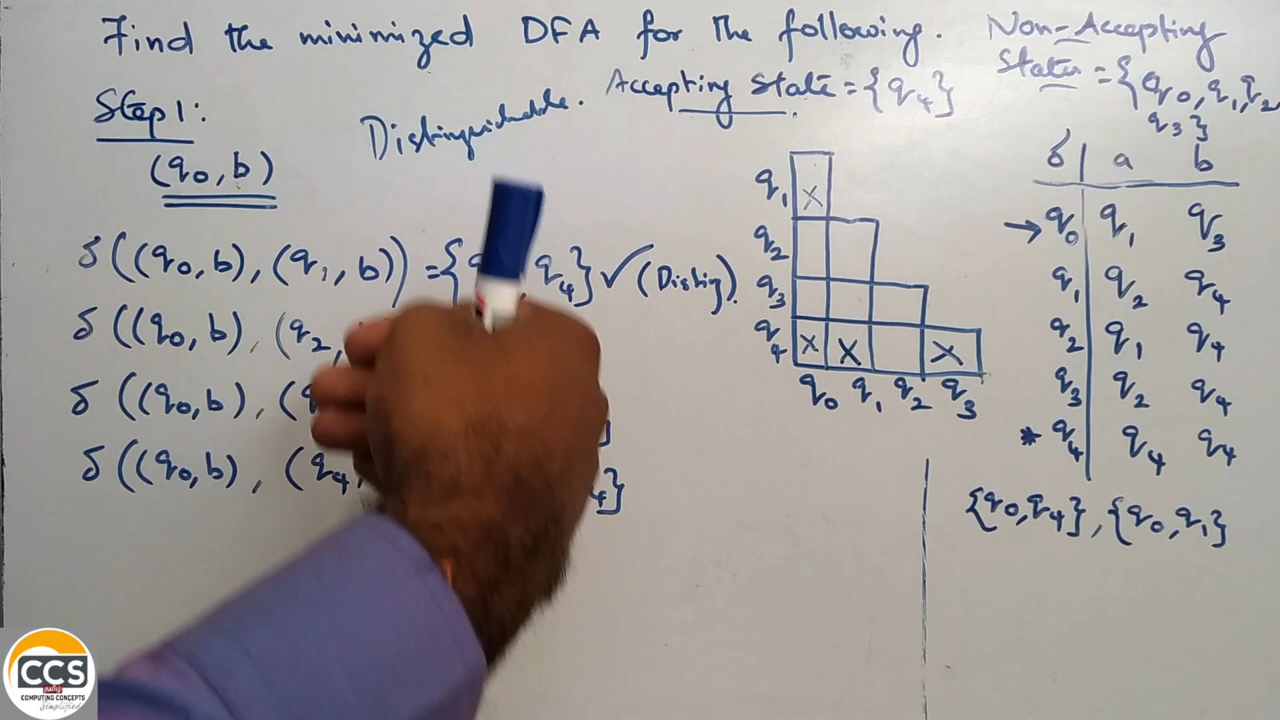 Find the minimized DFA for the following.
Non-Accepting
States = {q0, q1, q2
q3}
Accepting State = {q4}.
Step 1:
Distinguishable.
(q0, b)
δ((q0, b), (q1, b)) = { q4} ✓ (Disting).
δ((q0, b), (q2,
δ((q0, b), (
δ((q0, b), (q4, 4}
q1 X
q2
q3
q4 X X X
q0 q1 q2 q3
δ a b
→ q0 q1 q3
q1 q2 q4
q2 q1 q4
q3 q2 q4
* q4 q4 q4
{q0, q4}, {q0, q1}
CCS
COMPUTING CONCEPTS
Simplified